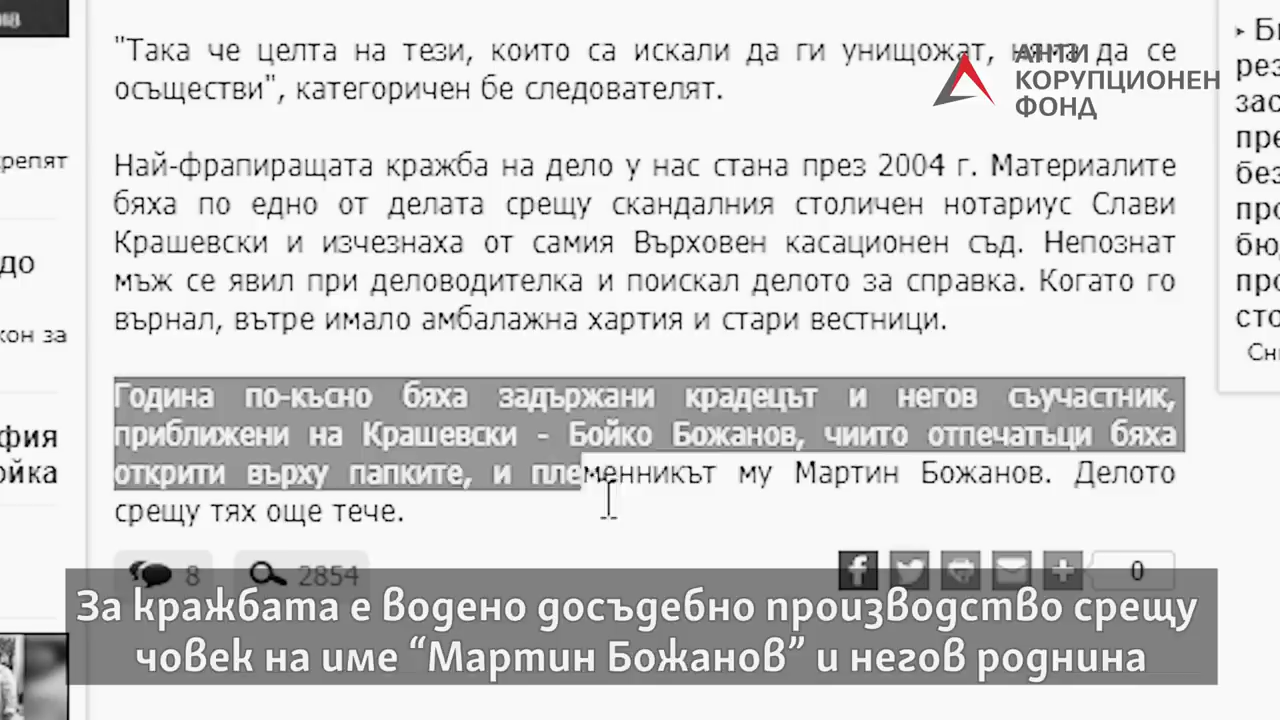 "Така че целта на тези, които са искали да ги унищожат, няма да се
осъществи", категоричен бе следователят.
АНТИ
КОРУПЦИОНЕН
ФОНД
Най-фрапиращата кражба на дело у нас стана през 2004 г. Материалите
бяха по едно от делата срещу скандалния столичен нотариус Слави
Крашевски и изчезнаха от самия Върховен касационен съд. Непознат
мъж се явил при деловодителка и поискал делото за справка. Когато го
върнал, вътре имало амбалажна хартия и стари вестници.
Година по-късно бяха задържани крадецът и негов съучастник,
приближени на Крашевски - Бойко Божанов, чиито отпечатъци бяха
открити върху папките, и племенникът му Мартин Божанов. Делото
срещу тях още тече.
8 2854
0
За кражбата е водено досъдебно производство срещу
човек на име “Мартин Божанов” и негов роднина